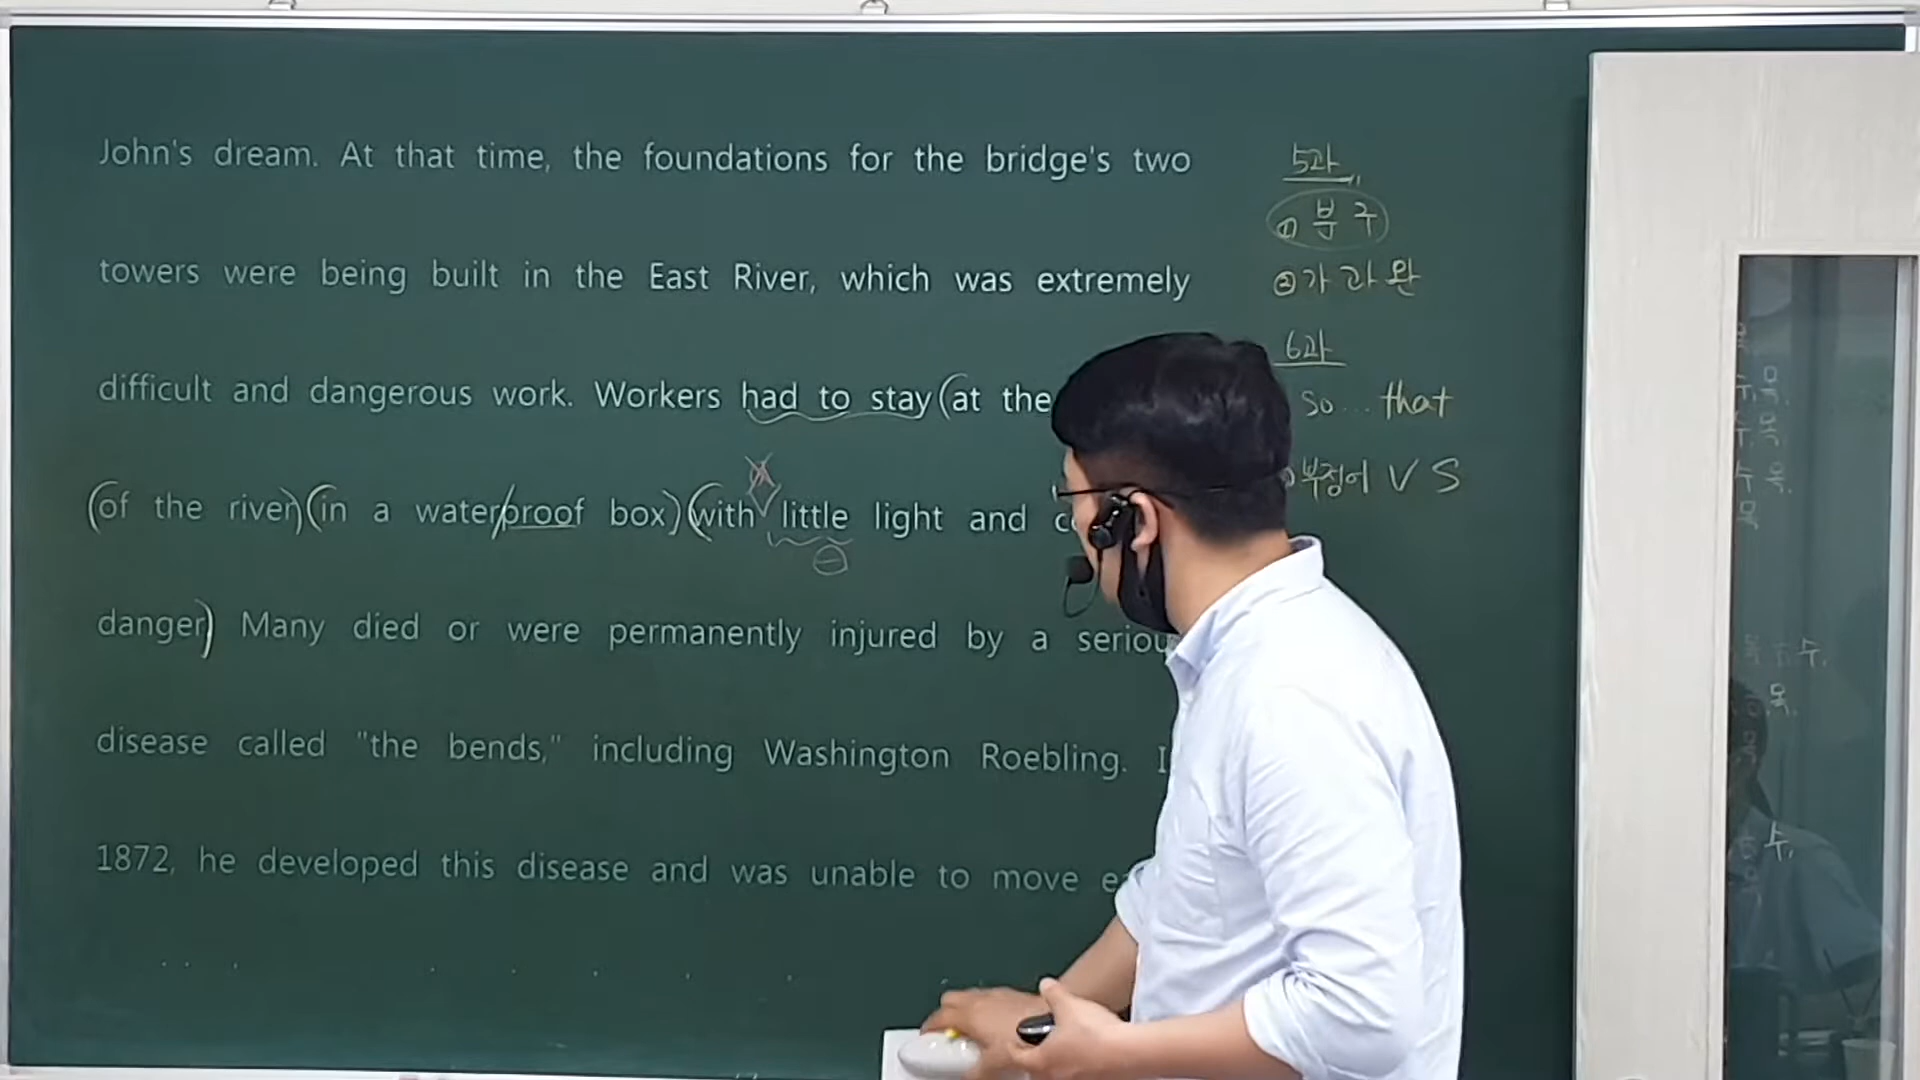 John's dream. At that time, the foundations for the bridge's two
towers were being built in the East River, which was extremely
difficult and dangerous work. Workers had to stay (at the
(of the river) (in a water/proof box) (with little light and
danger) Many died or were permanently injured by a
disease called "the bends," including Washington Roebling.
1872, he developed this disease and was unable to move
5과
① 분구
② 가과완
6과
so... that
부정어 V S